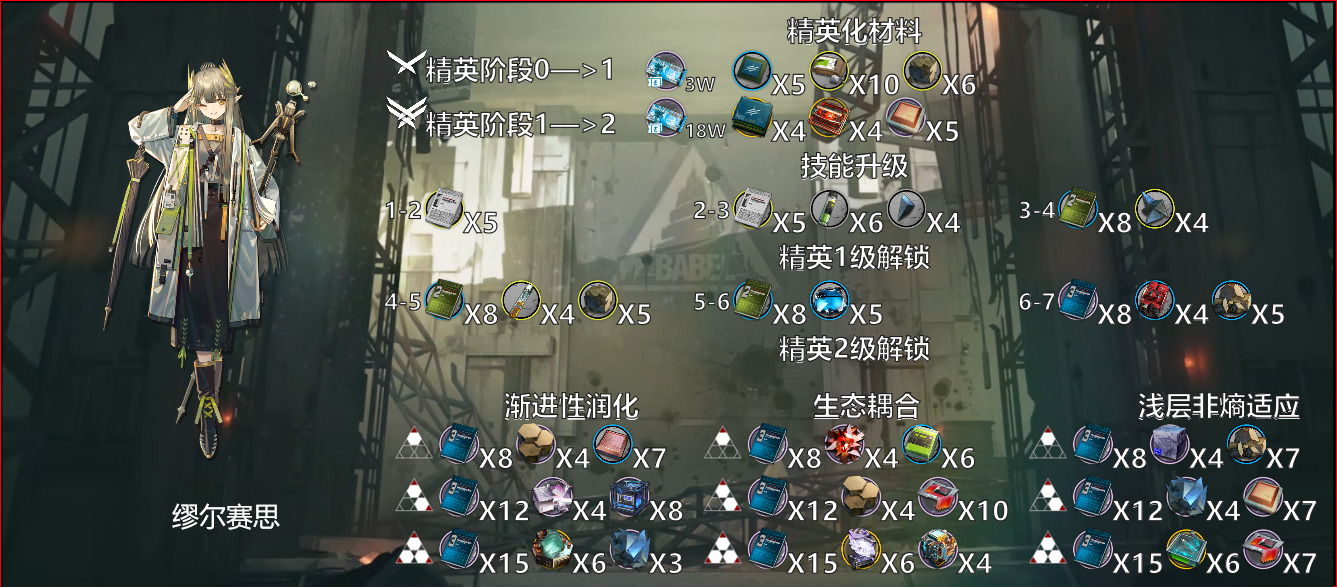 精英化材料
精英阶段0—>1 3W X5 X10 X6
精英阶段1—>2 18W X4 X4 X5
技能升级
1-2 X5 2-3 X5 X6 X4 3-4 X8 X4
精英1级解锁
4-5 X8 X4 X5 5-6 X8 X5 6-7 X8 X4 X5
精英2级解锁
渐进性润化 生态耦合 浅层非熵适应
X8 X4 X7 X8 X4 X6 X8 X4 X7
X12 X4 X8 X12 X4 X10 X12 X4 X7
X15 X6 X3 X15 X6 X4 X15 X6 X7
缪尔赛思
BABEL